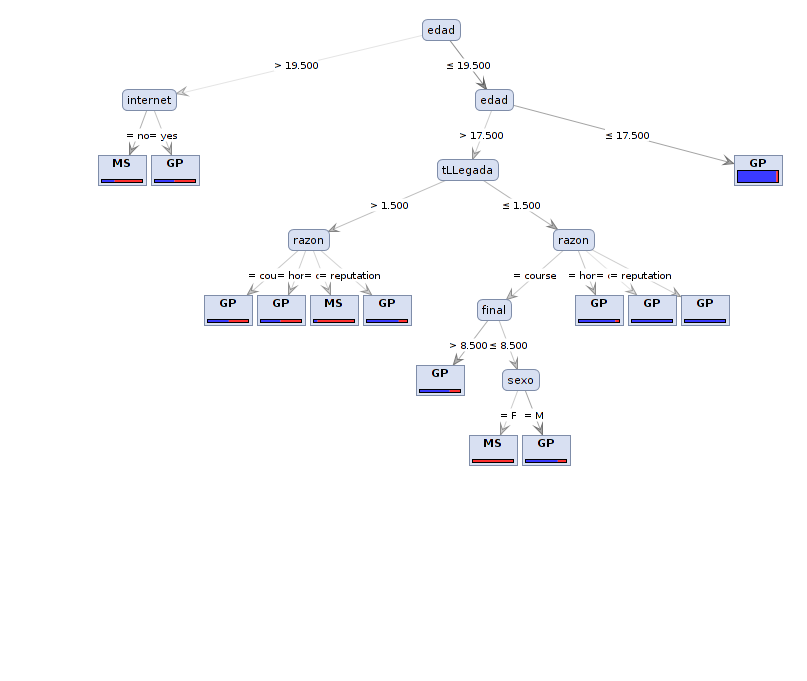 edad
> 19.500
≤ 19.500
internet
edad
= no
= yes
> 17.500
≤ 17.500
MS
GP
tLLegada
GP
> 1.500
≤ 1.500
razon
razon
= cou
= hor
= reputation
= course
= hor
= reputation
GP
GP
MS
GP
final
GP
GP
GP
> 8.500
≤ 8.500
GP
sexo
= F
= M
MS
GP